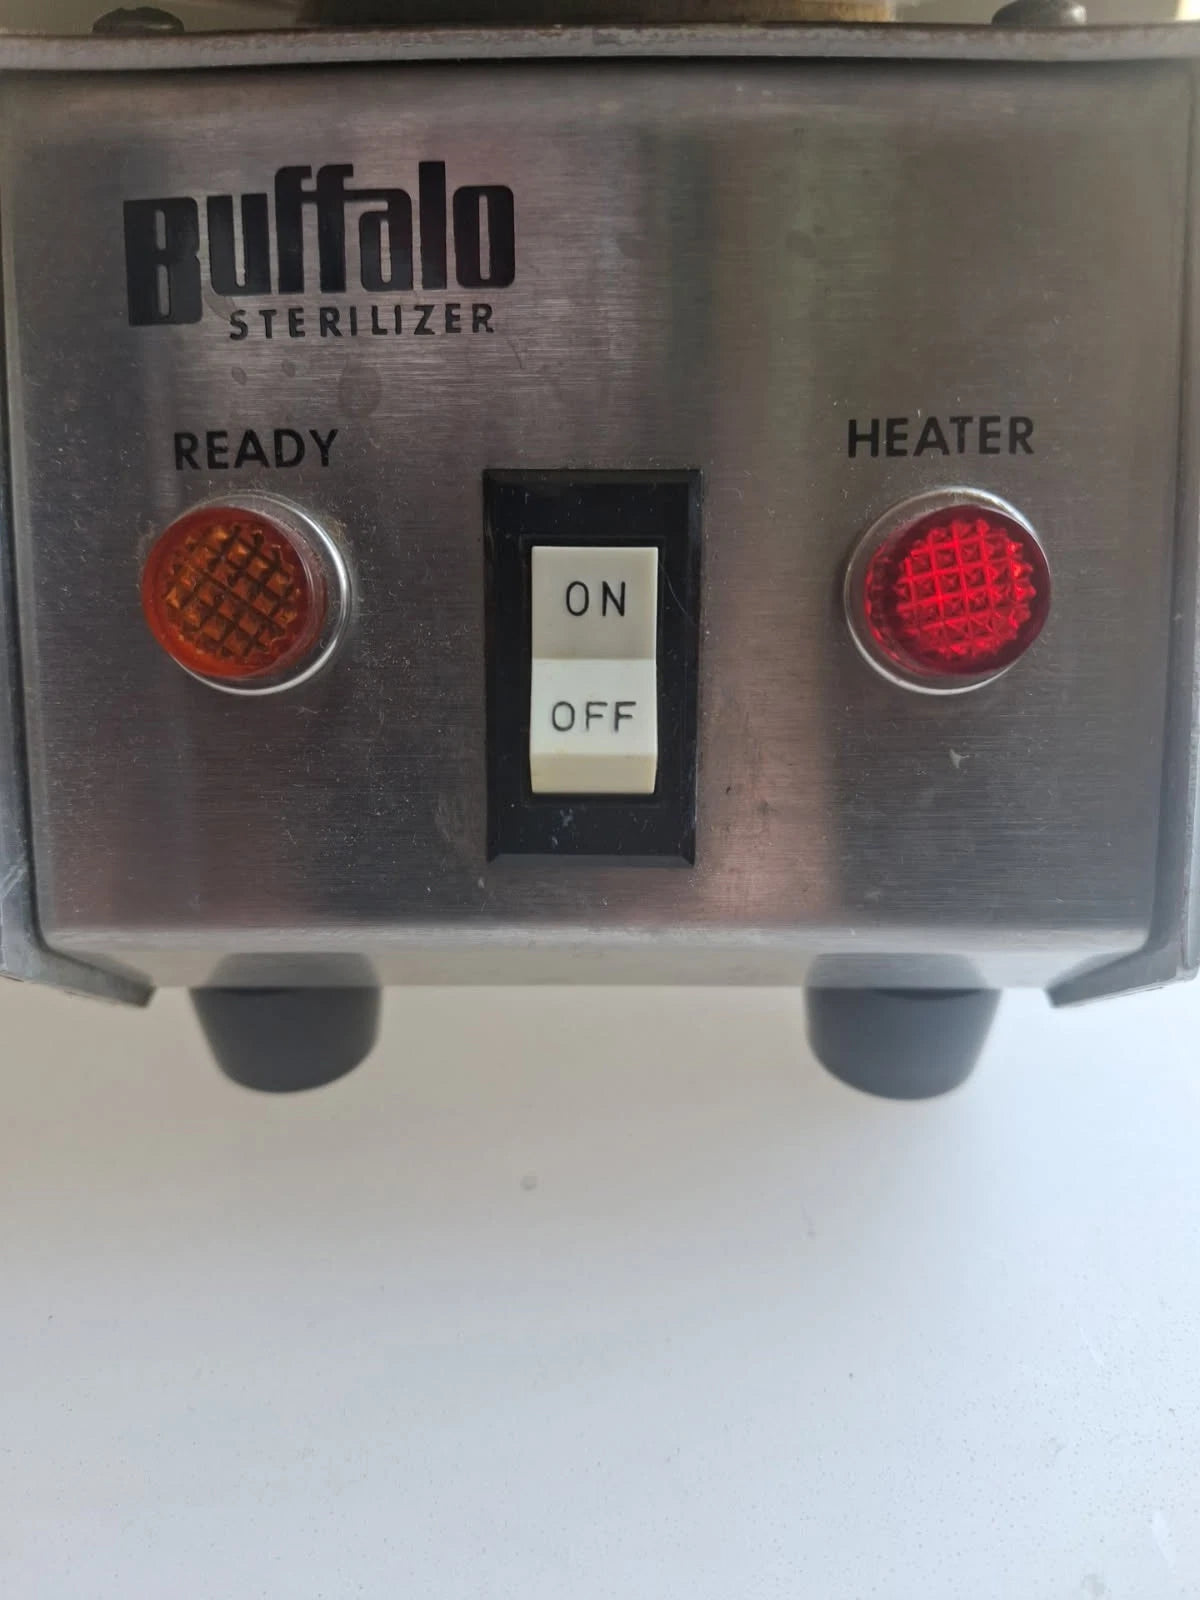 Buffalo
STERILIZER
READY
HEATER
ON
OFF